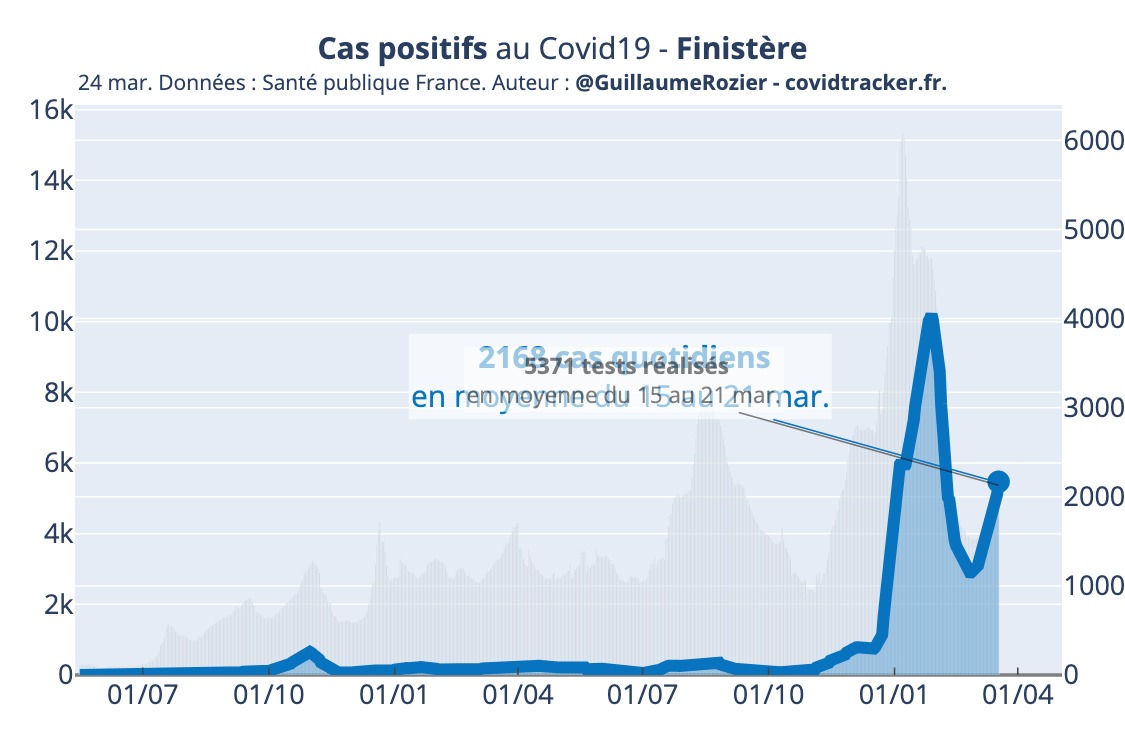 Cas positifs au Covid19 - Finistère
24 mar. Données : Santé publique France. Auteur : @GuillaumeRozier - covidtracker.fr.
16k
14k
12k
10k
8k
6k
4k
2k
0
6000
5000
4000
3000
2000
1000
0
2168 cas quotidiens
en moyenne du 15 au 21 mar.
5371 tests réalisés
en moyenne du 15 au 21 mar.
01/07 01/10 01/01 01/04 01/07 01/10 01/01 01/04